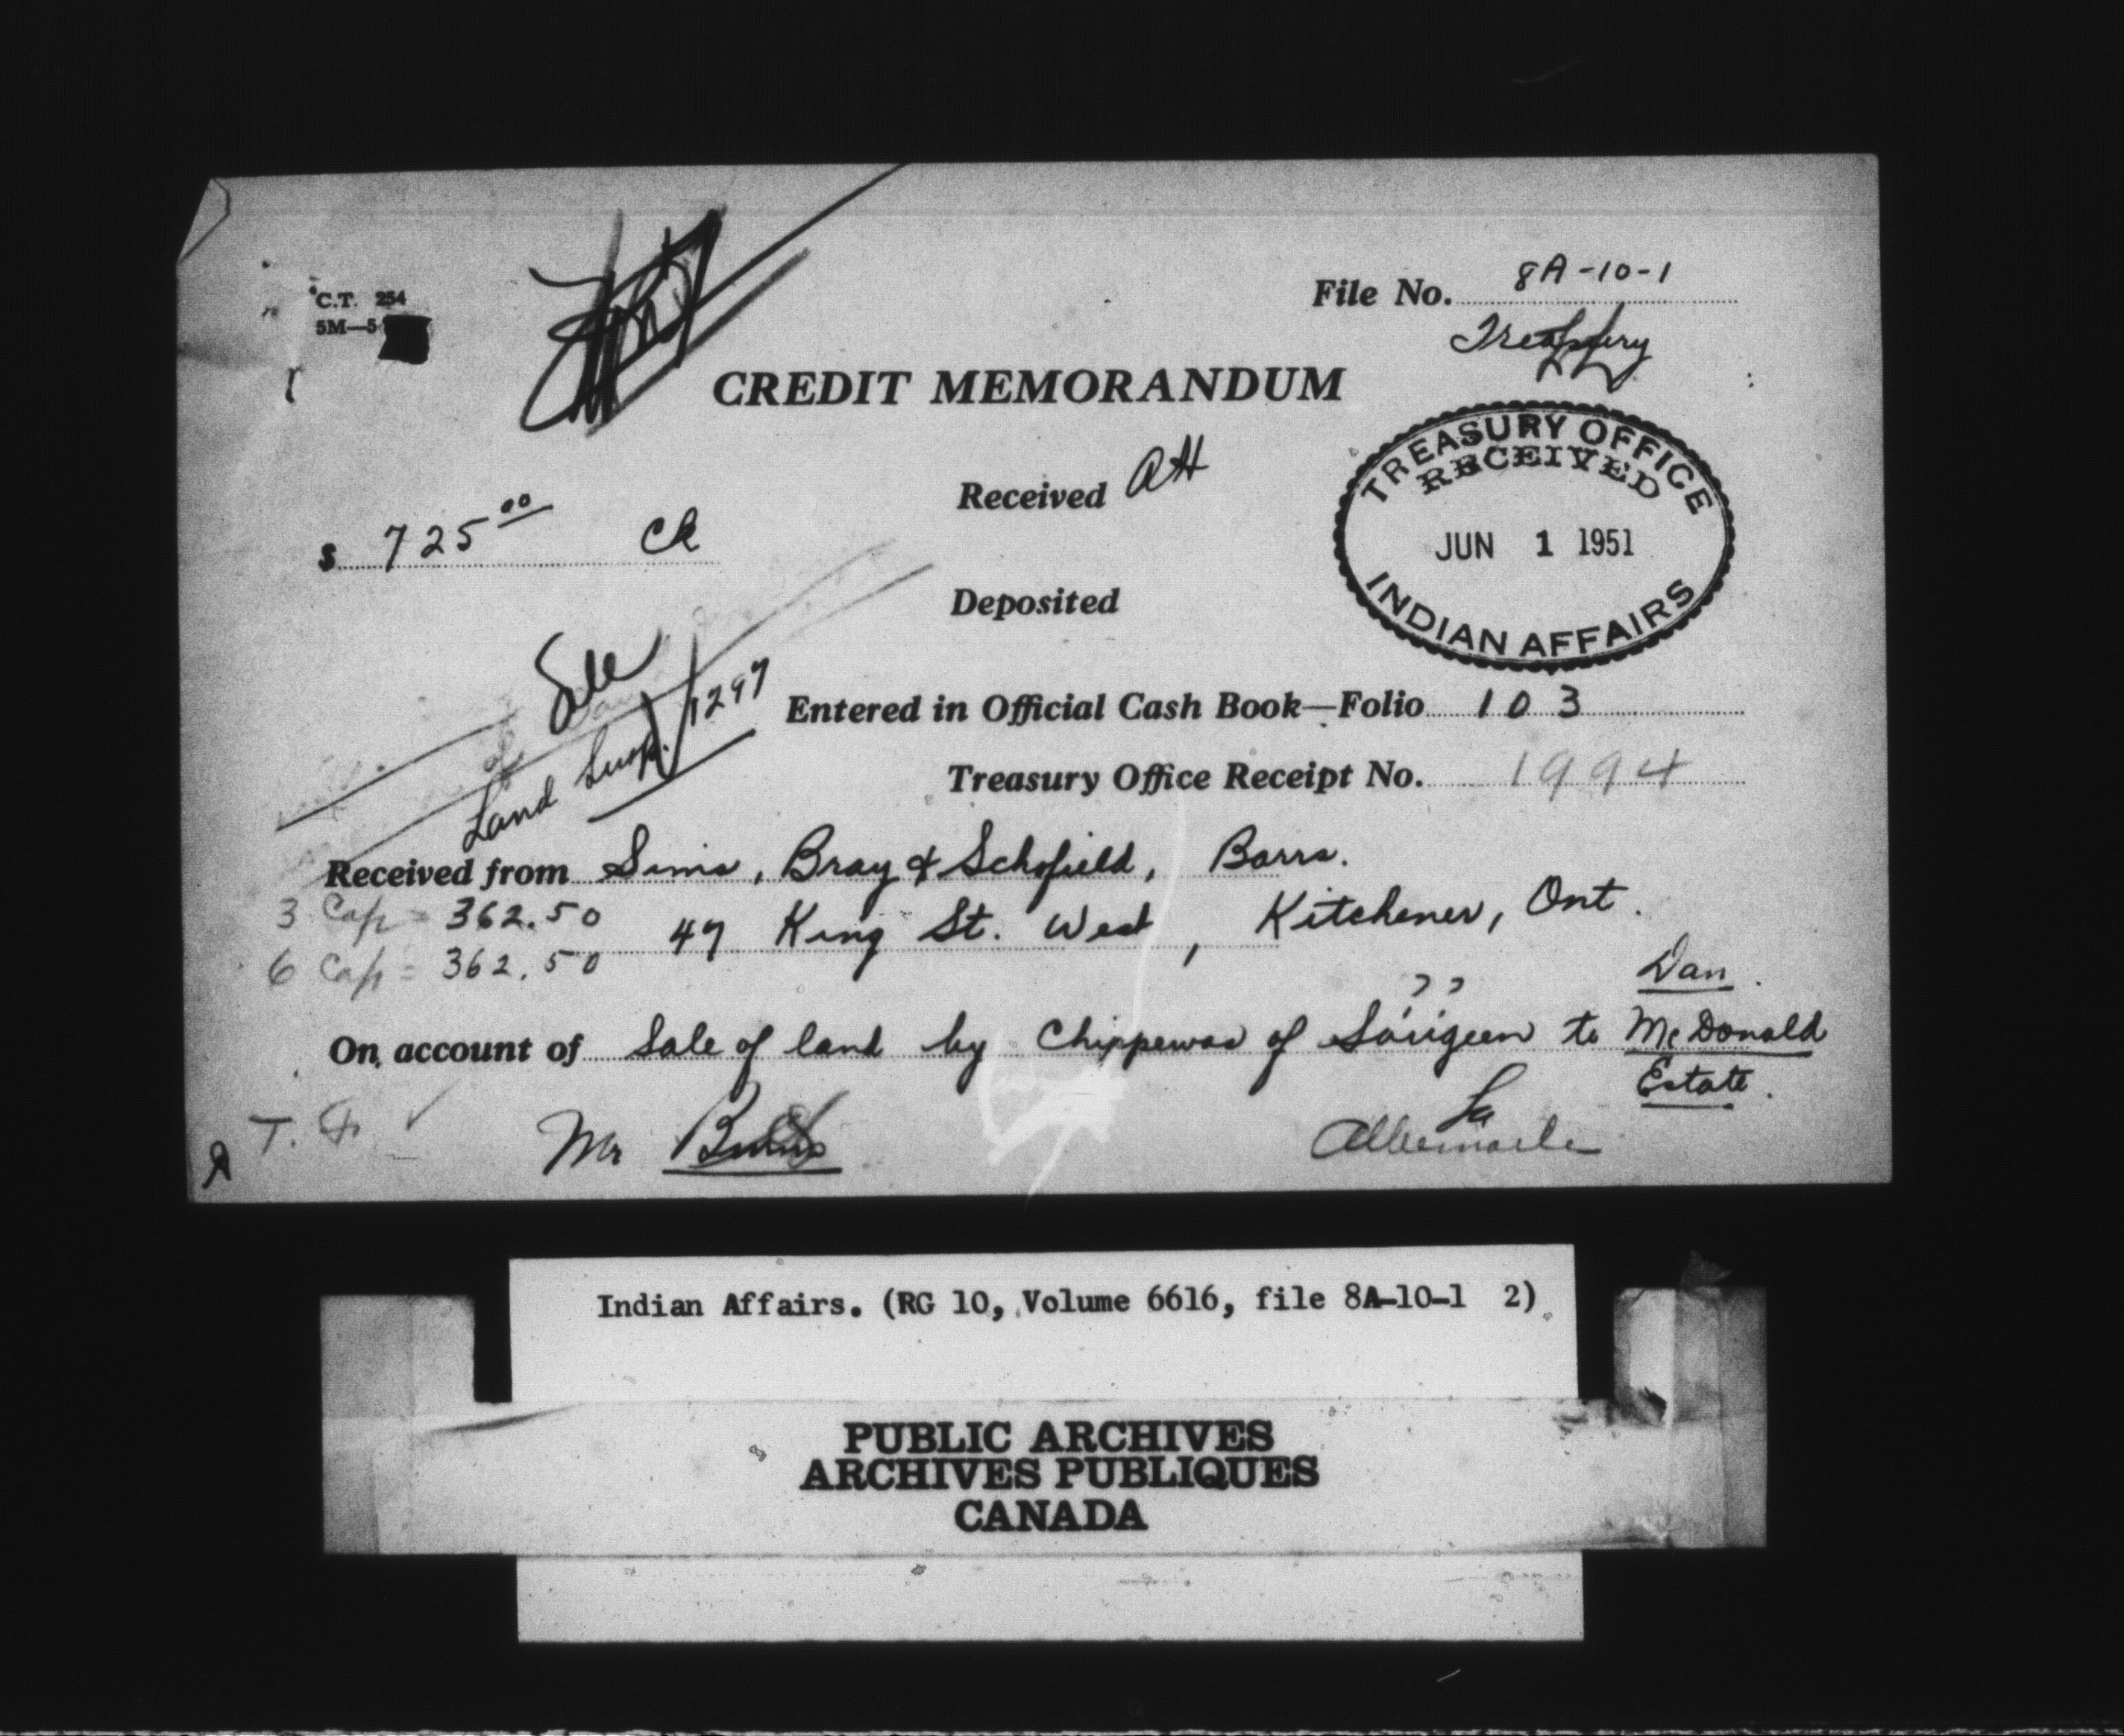 C.T. 254
5M—5
File No. 8A-10-1
Treasury
CREDIT MEMORANDUM
TREASURY OFFICE
RECEIVED
JUN 1 1951
INDIAN AFFAIRS
Received AH
$ 725.00 Ck
Deposited
Sale
Land Susp. 1297
Entered in Official Cash Book—Folio 103
Treasury Office Receipt No. 1994
Received from Sims, Bray & Schofield, Barrs.
3 Cap = 362.50 47 King St. West, Kitchener, Ont.
6 Cap = 362.50
On account of Sale of land by Chippewas of Saugeen ?? to Dan McDonald Estate.
T. F. ✓
Mr
Albemarle
Indian Affairs. (RG 10, Volume 6616, file 8A-10-1 2)
PUBLIC ARCHIVES
ARCHIVES PUBLIQUES
CANADA